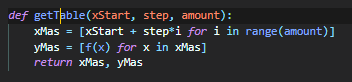 def getTable(xStart, step, amount):
    xMas = [xStart + step*i for i in range(amount)]
    yMas = [f(x) for x in xMas]
    return xMas, yMas